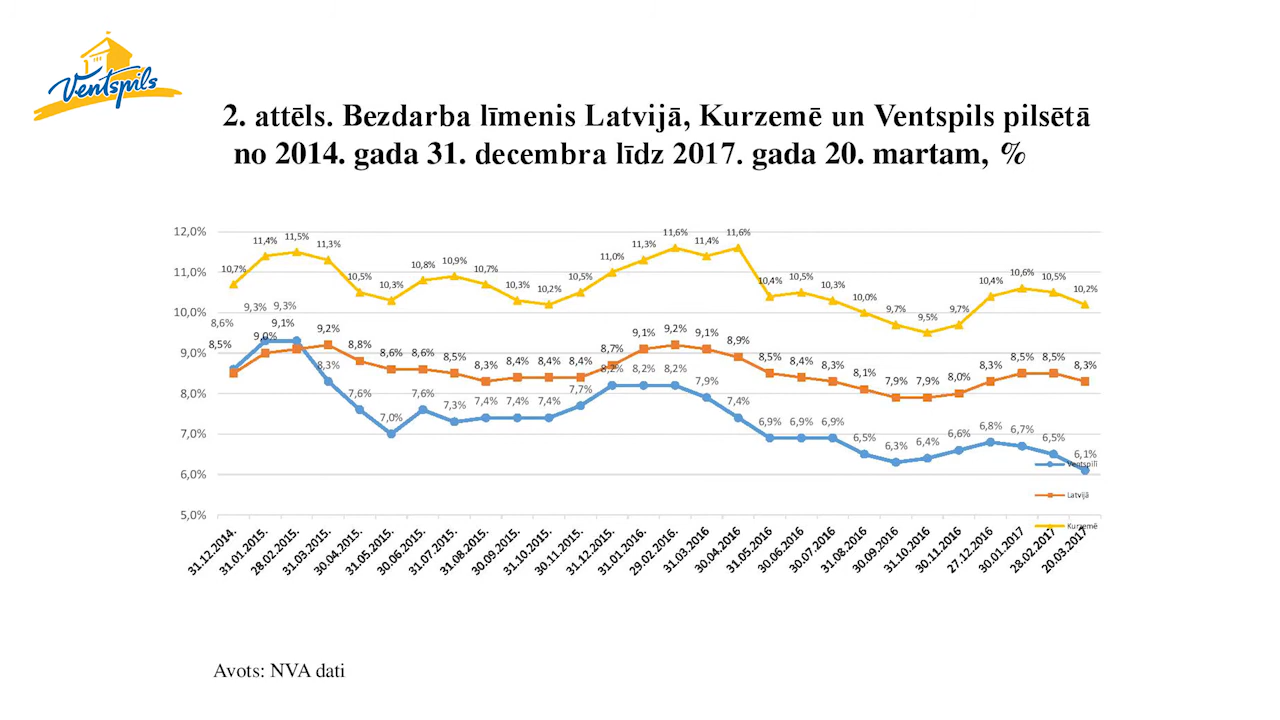 Ventspils
2. attēls. Bezdarba līmenis Latvijā, Kurzemē un Ventspils pilsētā
no 2014. gada 31. decembra līdz 2017. gada 20. martam, %
12,0%
11,0%
10,0%
9,0%
8,0%
7,0%
6,0%
5,0%
10,7% 11,4% 11,5% 11,3% 10,5% 10,3% 10,8% 10,9% 10,7% 10,3% 10,2% 10,5% 11,0% 11,3% 11,6% 11,4% 11,6% 10,4% 10,5% 10,3% 10,0% 9,7% 9,5% 9,7% 10,4% 10,6% 10,5% 10,2%
8,5% 9,0% 9,1% 9,2% 8,8% 8,6% 8,6% 8,5% 8,3% 8,4% 8,4% 8,4% 8,7% 9,1% 9,2% 9,1% 8,9% 8,5% 8,4% 8,3% 8,1% 7,9% 7,9% 8,0% 8,3% 8,5% 8,5% 8,3%
8,6% 9,3% 9,3% 8,3% 7,6% 7,0% 7,6% 7,3% 7,4% 7,4% 7,4% 7,7% 8,2% 8,2% 8,2% 7,9% 7,4% 6,9% 6,9% 6,9% 6,5% 6,3% 6,4% 6,6% 6,8% 6,7% 6,5% 6,1%
Ventspilī
Latvijā
Kurzemē
31.12.2014. 31.01.2015. 28.02.2015. 31.03.2015. 30.04.2015. 31.05.2015. 30.06.2015. 31.07.2015. 31.08.2015. 30.09.2015. 31.10.2015. 30.11.2015. 31.12.2015. 31.01.2016. 29.02.2016. 31.03.2016 30.04.2016 31.05.2016 30.06.2016 30.07.2016 31.08.2016 30.09.2016 31.10.2016 30.11.2016 27.12.2016 30.01.2017 28.02.2017 20.03.2017
Avots: NVA dati